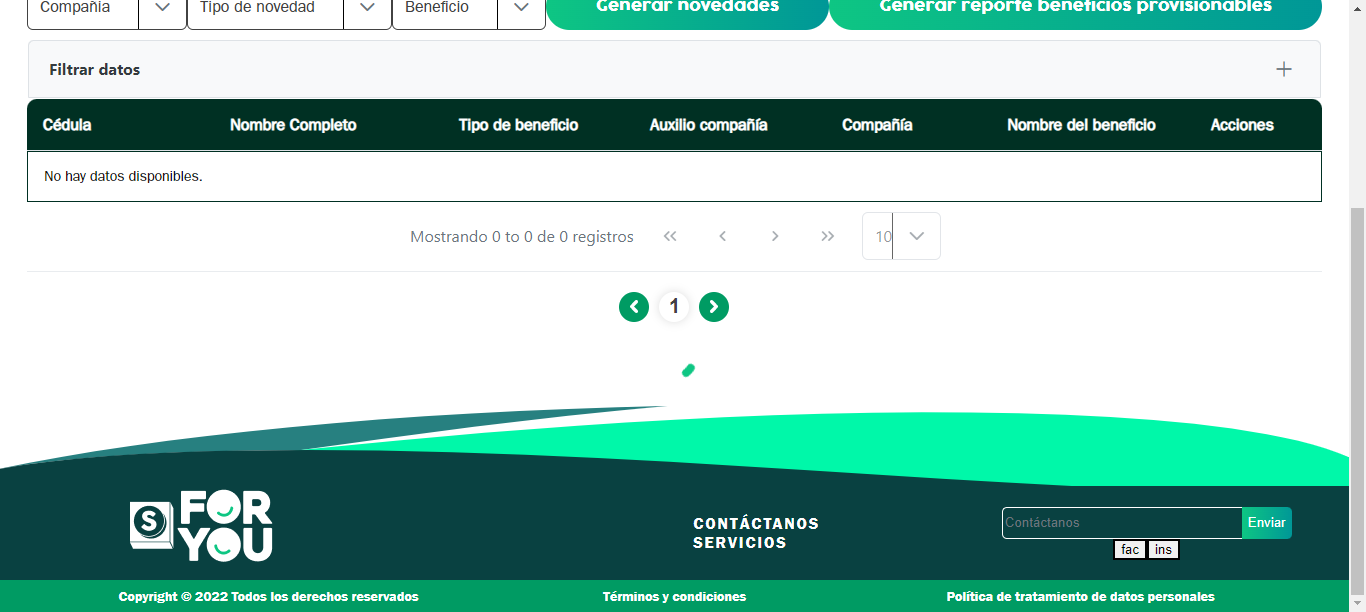 Compañia
Tipo de novedad
Beneficio
Generar novedades
Generar reporte beneficios provisionables
Filtrar datos
Cédula Nombre Completo Tipo de beneficio Auxilio compañía Compañía Nombre del beneficio Acciones
No hay datos disponibles.
Mostrando 0 to 0 de 0 registros
10
1
S
FOR
YOU
CONTÁCTANOS
SERVICIOS
Contáctanos
Enviar
fac
ins
Copyright © 2022 Todos los derechos reservados
Términos y condiciones
Política de tratamiento de datos personales